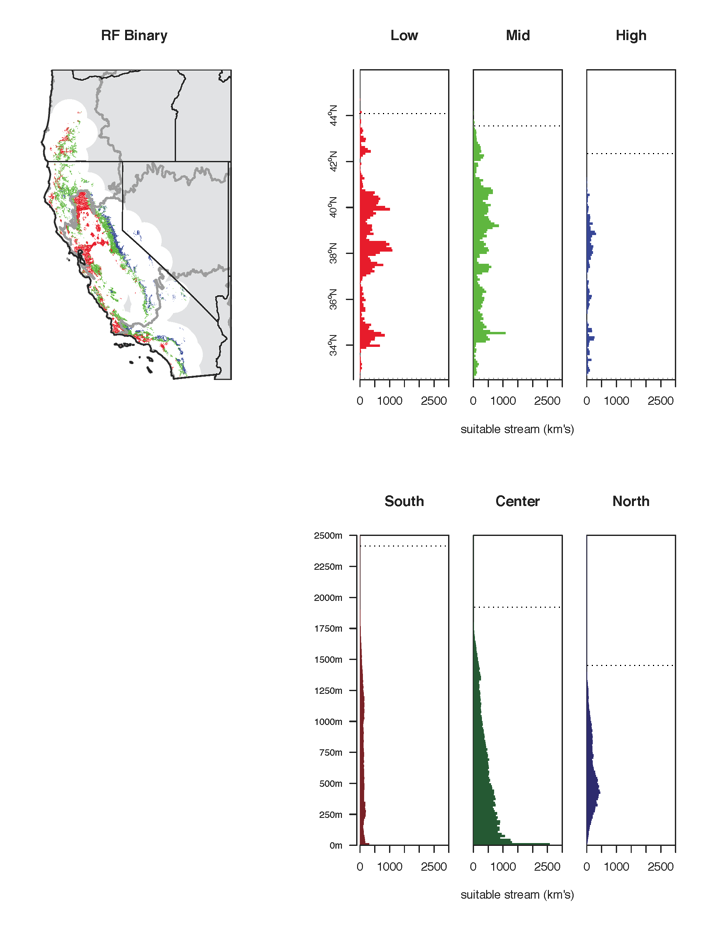 RF Binary
Low Mid High
44°N
42°N
40°N
38°N
36°N
34°N
0 1000 2500 0 1000 2500 0 1000 2500
suitable stream (km's)
South Center North
2500m
2250m
2000m
1750m
1500m
1250m
1000m
750m
500m
250m
0m
0 1000 2500 0 1000 2500 0 1000 2500
suitable stream (km's)